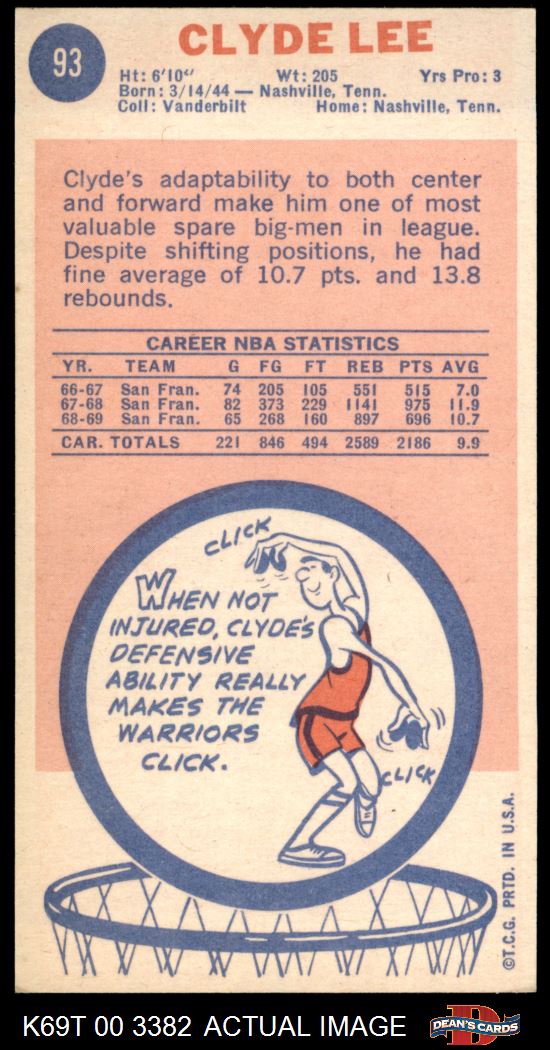 93
CLYDE LEE
Ht: 6'10" Wt: 205 Yrs Pro: 3
Born: 3/14/44 — Nashville, Tenn.
Coll: Vanderbilt Home: Nashville, Tenn.
Clyde's adaptability to both center
and forward make him one of most
valuable spare big-men in league.
Despite shifting positions, he had
fine average of 10.7 pts. and 13.8
rebounds.
CAREER NBA STATISTICS
YR. TEAM G FG FT REB PTS AVG
66-67 San Fran. 74 205 105 551 515 7.0
67-68 San Fran. 82 373 229 1141 975 11.9
68-69 San Fran. 65 268 160 897 696 10.7
CAR. TOTALS 221 846 494 2589 2186 9.9
CLICK
WHEN NOT
INJURED, CLYDE'S
DEFENSIVE
ABILITY REALLY
MAKES THE
WARRIORS
CLICK.
CLICK
©T.C.G. PRTD. IN U.S.A.
K69T 00 3382 ACTUAL IMAGE
D
DEAN'S CARDS